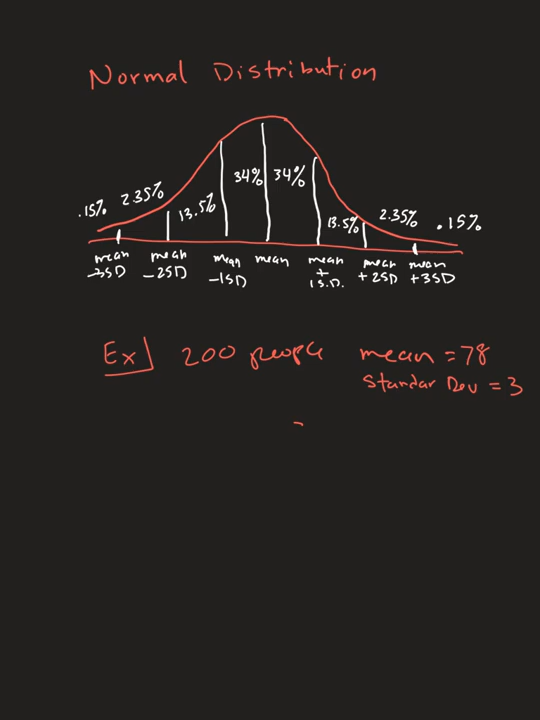 Normal Distribution
.15% 2.35% 13.5% 34% 34% 13.5% 2.35% .15%
mean -3SD
mean -2SD
mean -1SD
mean
mean + 1S.D.
mean +2SD
mean +3SD
Ex 200 people mean = 78
Standar Dev = 3